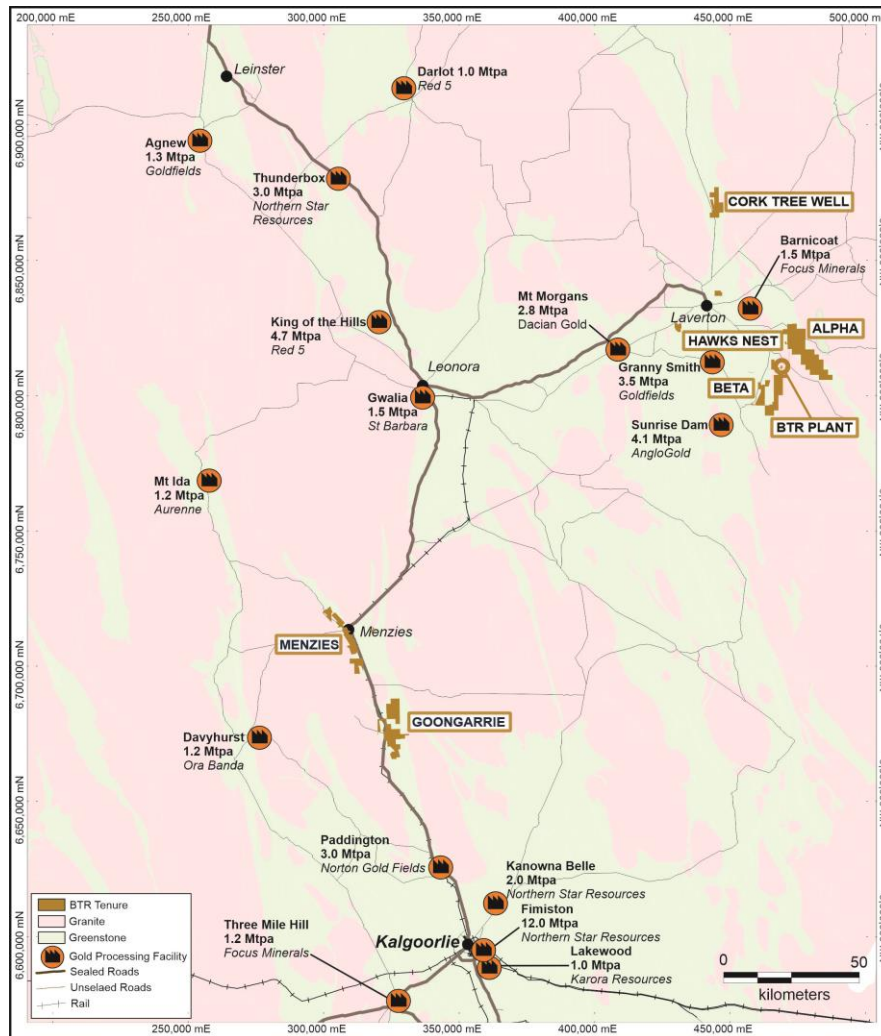 200,000 mE
250,000 mE
300,000 mE
350,000 mE
400,000 mE
450,000 mE
500,000 m
Leinster
Darlot 1.0 Mtpa
Red 5
6,900,000 mN
Agnew
1.3 Mtpa
Goldfields
Thunderbox
3.0 Mtpa
Northern Star
Resources
CORK TREE WELL
Barnicoat
1.5 Mtpa
Focus Minerals
6,850,000 mN
Mt Morgans
2.8 Mtpa
Dacian Gold
Laverton
King of the Hills
4.7 Mtpa
Red 5
HAWKS NEST
ALPHA
Leonora
Granny Smith
3.5 Mtpa
Goldfields
BETA
Gwalia
1.5 Mtpa
St Barbara
6,800,000 mN
BTR PLANT
Sunrise Dam
4.1 Mtpa
AngloGold
Mt Ida
1.2 Mtpa
Aurenne
6,750,000 mN
Menzies
MENZIES
6,700,000 mN
GOONGARRIE
Davyhurst
1.2 Mtpa
Ora Banda
6,650,000 mN
Paddington
3.0 Mtpa
Norton Gold Fields
Kanowna Belle
2.0 Mtpa
Northern Star Resources
Fimiston
12.0 Mtpa
Northern Star Resources
Three Mile Hill
1.2 Mtpa
Focus Minerals
Kalgoorlie
Lakewood
1.0 Mtpa
Karora Resources
6,600,000 mN
BTR Tenure
Granite
Greenstone
Gold Processing Facility
Sealed Roads
Unselaed Roads
Rail
0 50
kilometers
250,000 mE
300,000 mE
350,000 mE
400,000 mE
450,000 mE
500,000 m